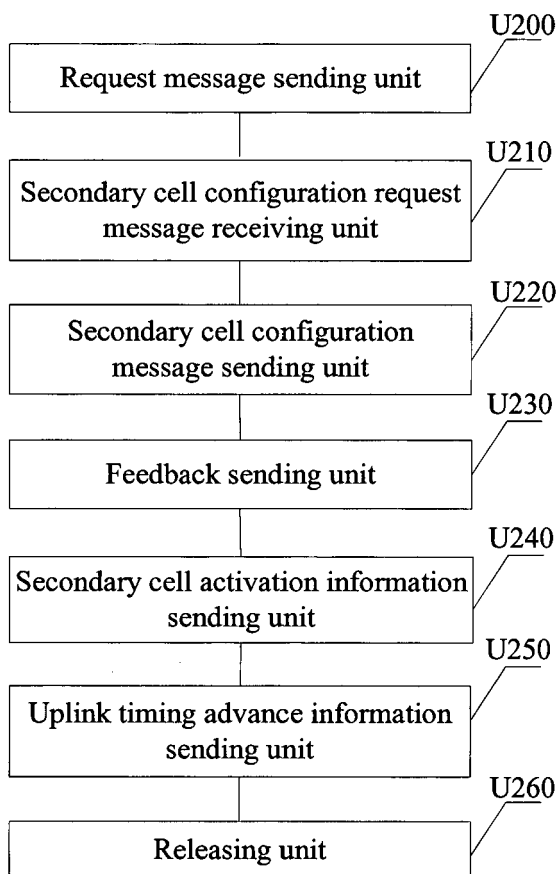 U200
Request message sending unit
U210
Secondary cell configuration request
message receiving unit
U220
Secondary cell configuration
message sending unit
U230
Feedback sending unit
U240
Secondary cell activation information
sending unit
U250
Uplink timing advance information
sending unit
U260
Releasing unit